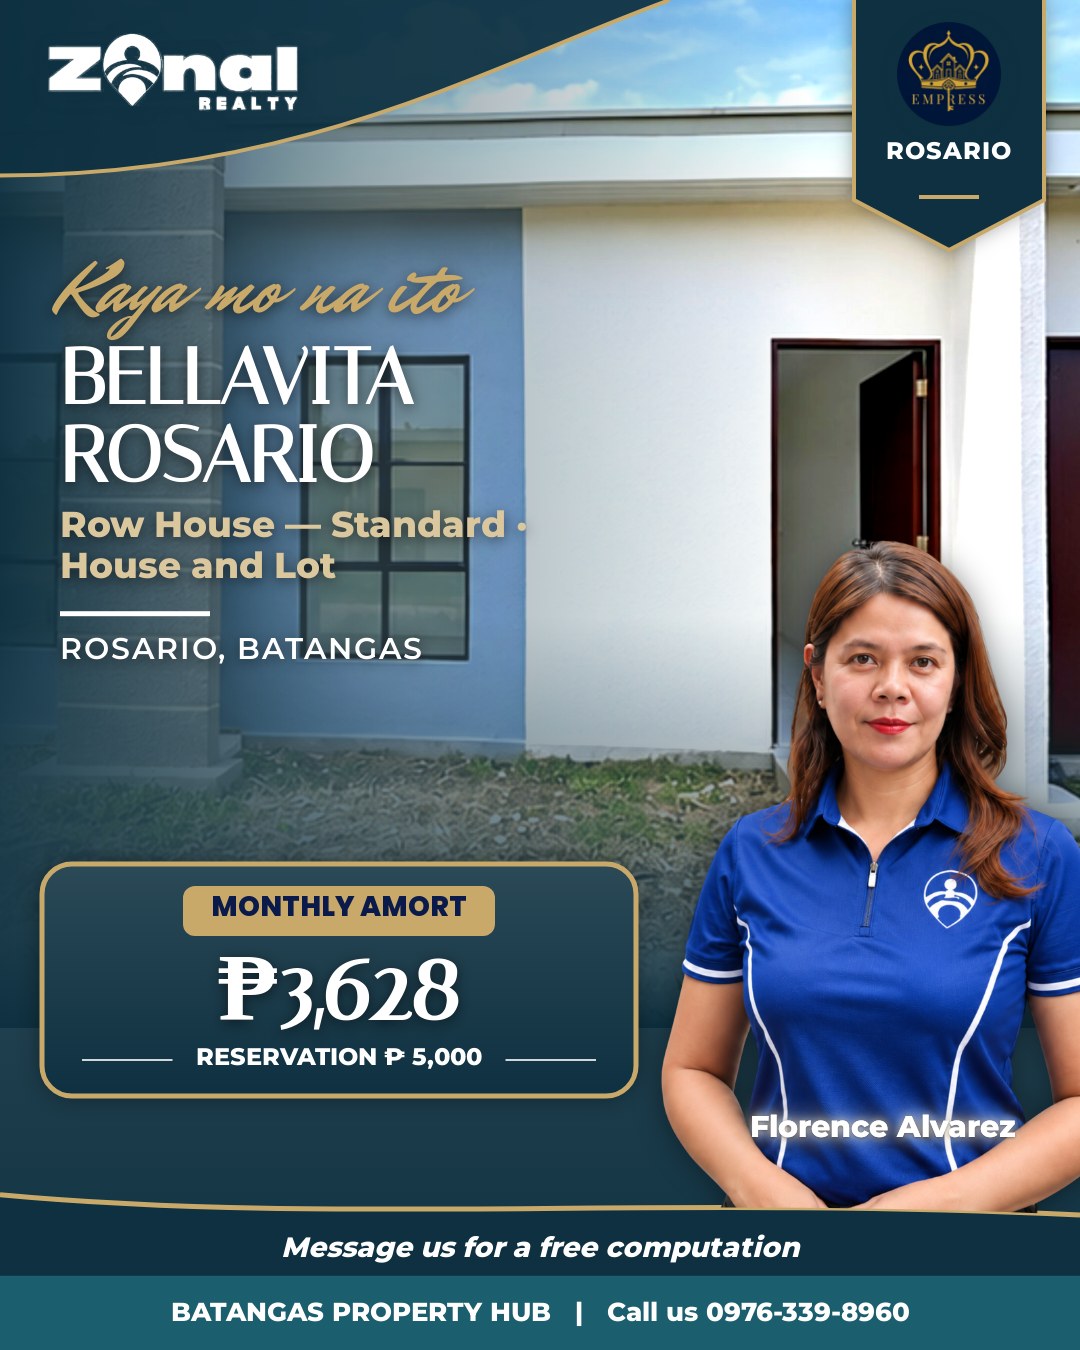 Zonal
REALTY
EMPRESS
ROSARIO
Kaya mo na ito
BELLAVITA
ROSARIO
Row House — Standard ·
House and Lot
ROSARIO, BATANGAS
MONTHLY AMORT
₱3,628
RESERVATION ₱ 5,000
Florence Alvarez
Message us for a free computation
BATANGAS PROPERTY HUB | Call us 0976-339-8960